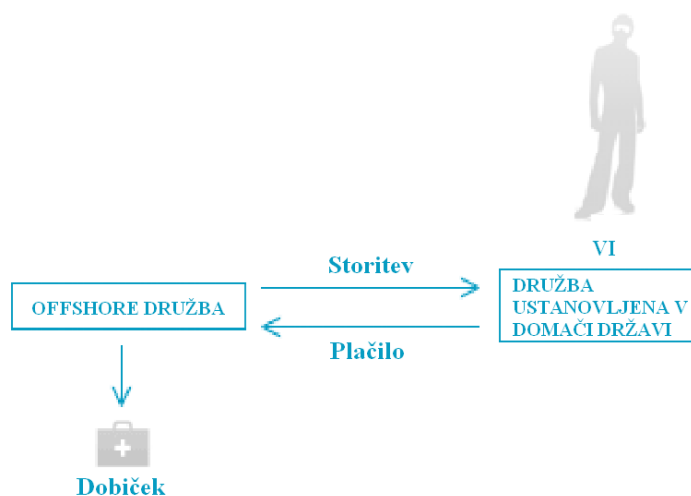 VI
Storitev
OFFSHORE DRUŽBA
DRUŽBA
USTANOVLJENA V
DOMAČI DRŽAVI
Plačilo
Dobiček